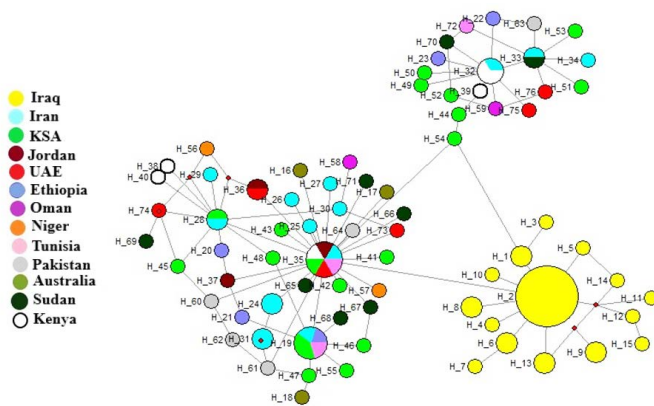 Iraq
Iran
KSA
Jordan
UAE
Ethiopia
Oman
Niger
Tunisia
Pakistan
Australia
Sudan
Kenya
H_22
H_63
H_72
H_53
H_70
H_33
H_23
H_32
H_34
H_50
H_49
H_39
H_76
H_51
H_52
H_59
H_75
H_44
H_54
H_56
H_38
H_40
H_29
H_36
H_16
H_58
H_27
H_71
H_17
H_26
H_30
H_74
H_28
H_25
H_66
H_43
H_64
H_73
H_69
H_20
H_48
H_35
H_41
H_45
H_37
H_65
H_42
H_57
H_60
H_24
H_67
H_21
H_68
H_62
H_31
H_19
H_46
H_61
H_47
H_55
H_18
H_3
H_1
H_5
H_10
H_14
H_2
H_11
H_8
H_12
H_4
H_6
H_15
H_7
H_13
H_9